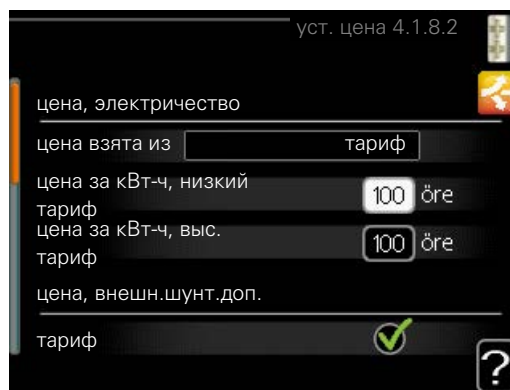 уст. цена 4.1.8.2
цена, электричество
цена взята из тариф
цена за кВт-ч, низкий
тариф 100 öre
цена за кВт-ч, выс.
тариф 100 öre
цена, внешн.шунт.доп.
тариф
?